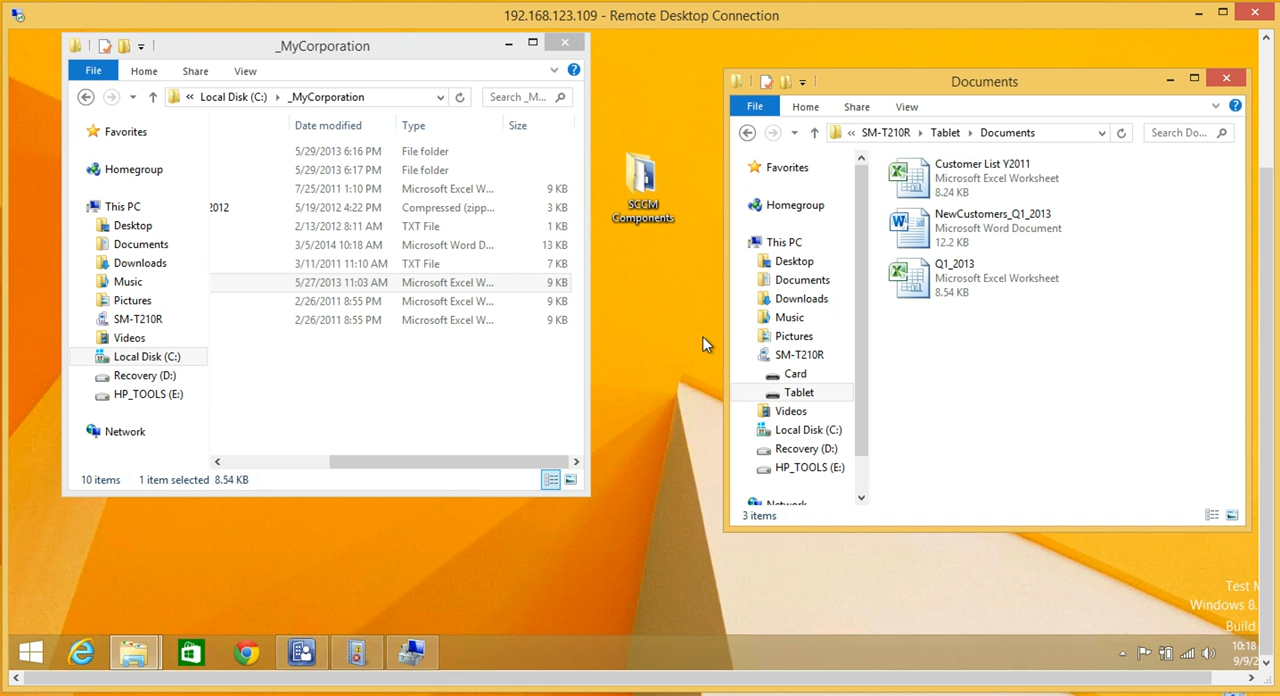 192.168.123.109 - Remote Desktop Connection
_MyCorporation
File Home Share View
« Local Disk (C:) _MyCorporation
Search _M...
Favorites
Homegroup
This PC
Desktop
Documents
Downloads
Music
Pictures
SM-T210R
Videos
Local Disk (C:)
Recovery (D:)
HP_TOOLS (E:)
Network
Date modified Type Size
5/29/2013 6:16 PM File folder
5/29/2013 6:17 PM File folder
7/25/2011 1:10 PM Microsoft Excel W... 9 KB
2012 5/19/2012 4:22 PM Compressed (zipp... 3 KB
2/13/2012 8:11 AM TXT File 1 KB
3/5/2014 10:18 AM Microsoft Word D... 13 KB
3/11/2011 11:10 AM TXT File 7 KB
5/27/2013 11:03 AM Microsoft Excel W... 9 KB
2/26/2011 8:55 PM Microsoft Excel W... 9 KB
2/26/2011 8:55 PM Microsoft Excel W... 9 KB
10 items 1 item selected 8.54 KB
SCCM
Components
Documents
File Home Share View
« SM-T210R Tablet Documents
Search Do...
Favorites
Homegroup
This PC
Desktop
Documents
Downloads
Music
Pictures
SM-T210R
Card
Tablet
Videos
Local Disk (C:)
Recovery (D:)
HP_TOOLS (E:)
Network
Customer List Y2011
Microsoft Excel Worksheet
8.24 KB
NewCustomers_Q1_2013
Microsoft Word Document
12.2 KB
Q1_2013
Microsoft Excel Worksheet
8.54 KB
3 items
Test M
Windows 8.
Build
10:18
9/9/2